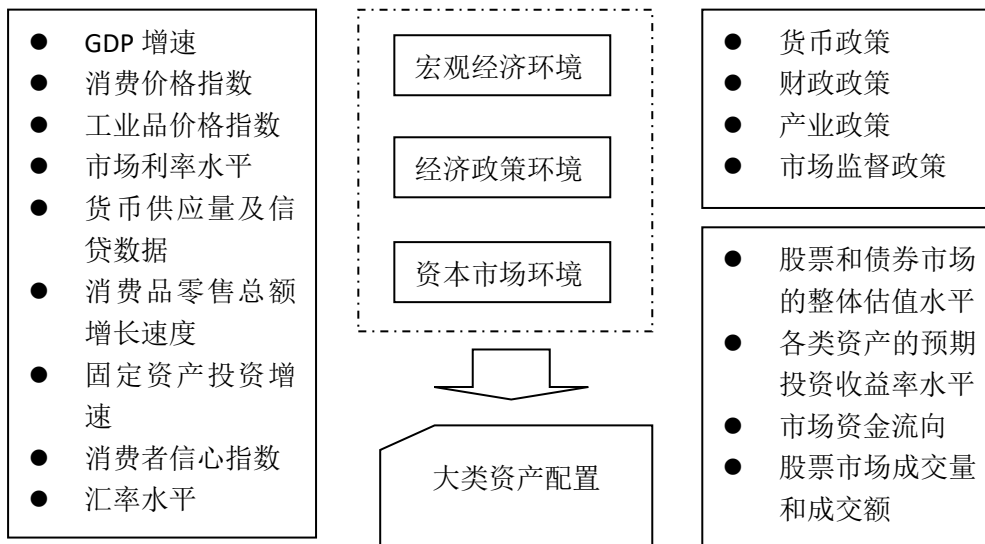 GDP 增速
消费价格指数
工业品价格指数
市场利率水平
货币供应量及信
贷数据
消费品零售总额
增长速度
固定资产投资增
速
消费者信心指数
汇率水平
宏观经济环境
经济政策环境
资本市场环境
大类资产配置
货币政策
财政政策
产业政策
市场监督政策
股票和债券市场
的整体估值水平
各类资产的预期
投资收益率水平
市场资金流向
股票市场成交量
和成交额